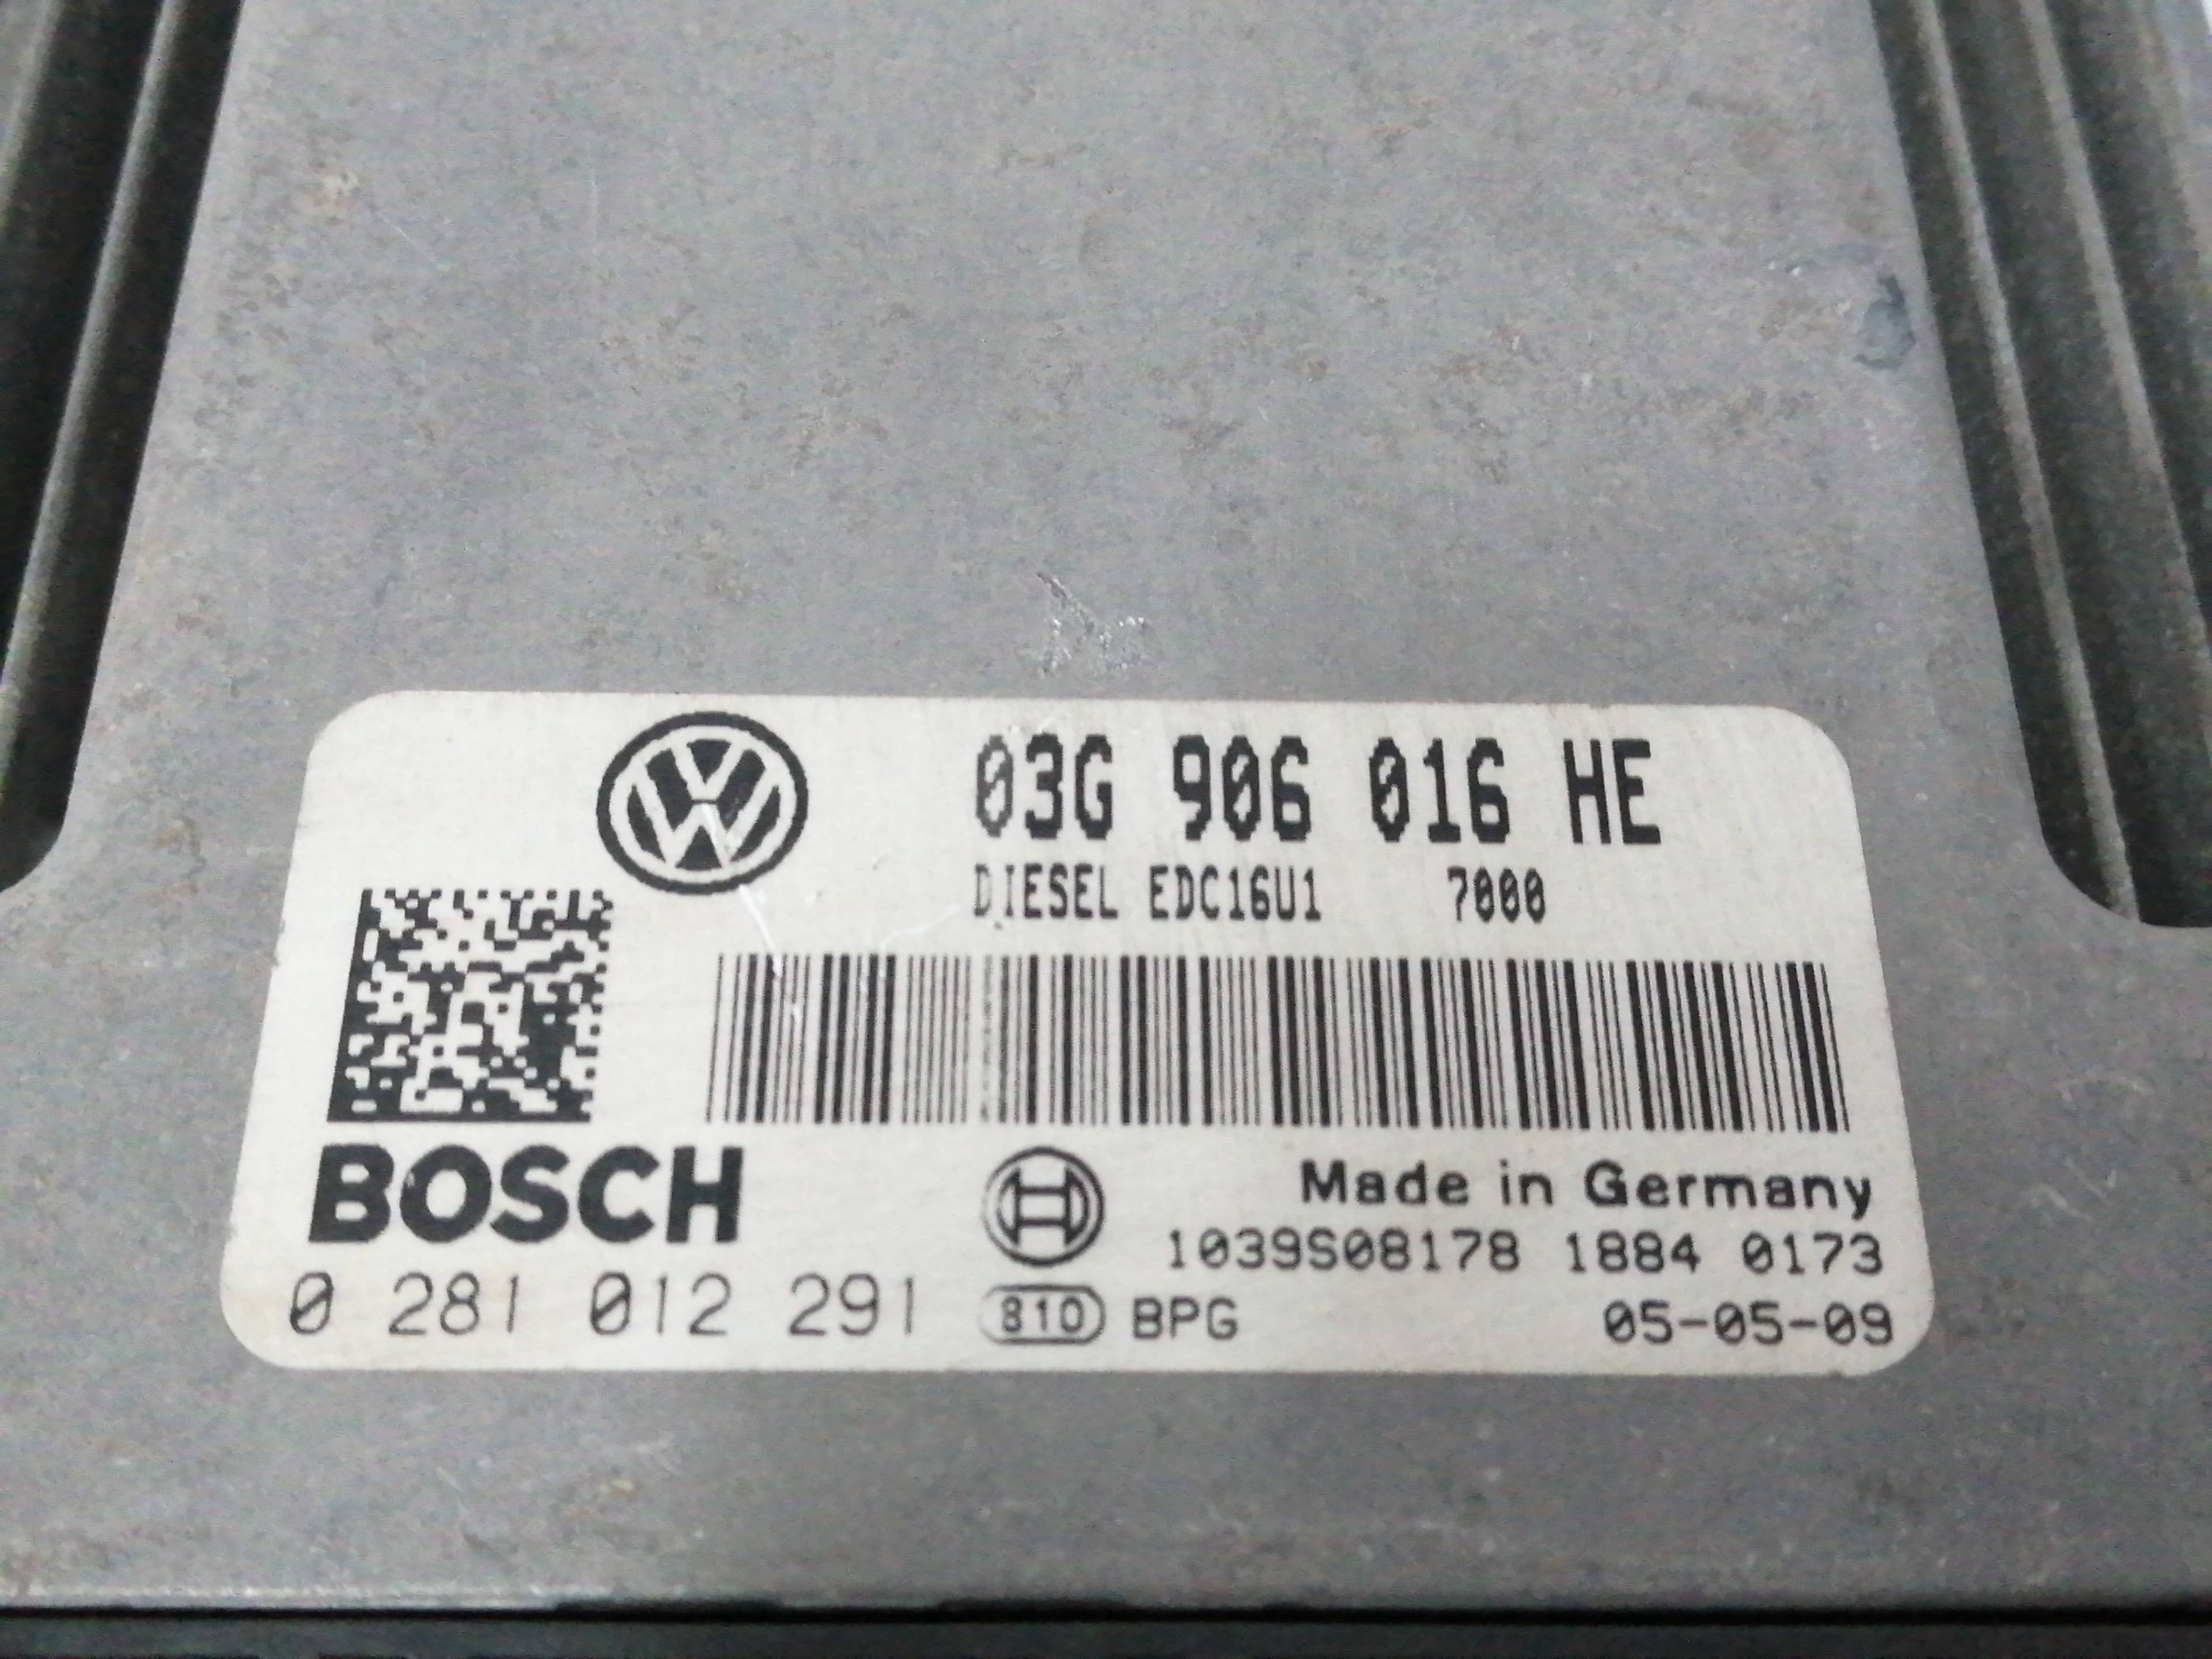 03G 906 016 HE
DIESEL EDC16U1 7000
BOSCH
Made in Germany
1039S08178 1884 0173
0 281 012 291
810 BPG
05-05-09